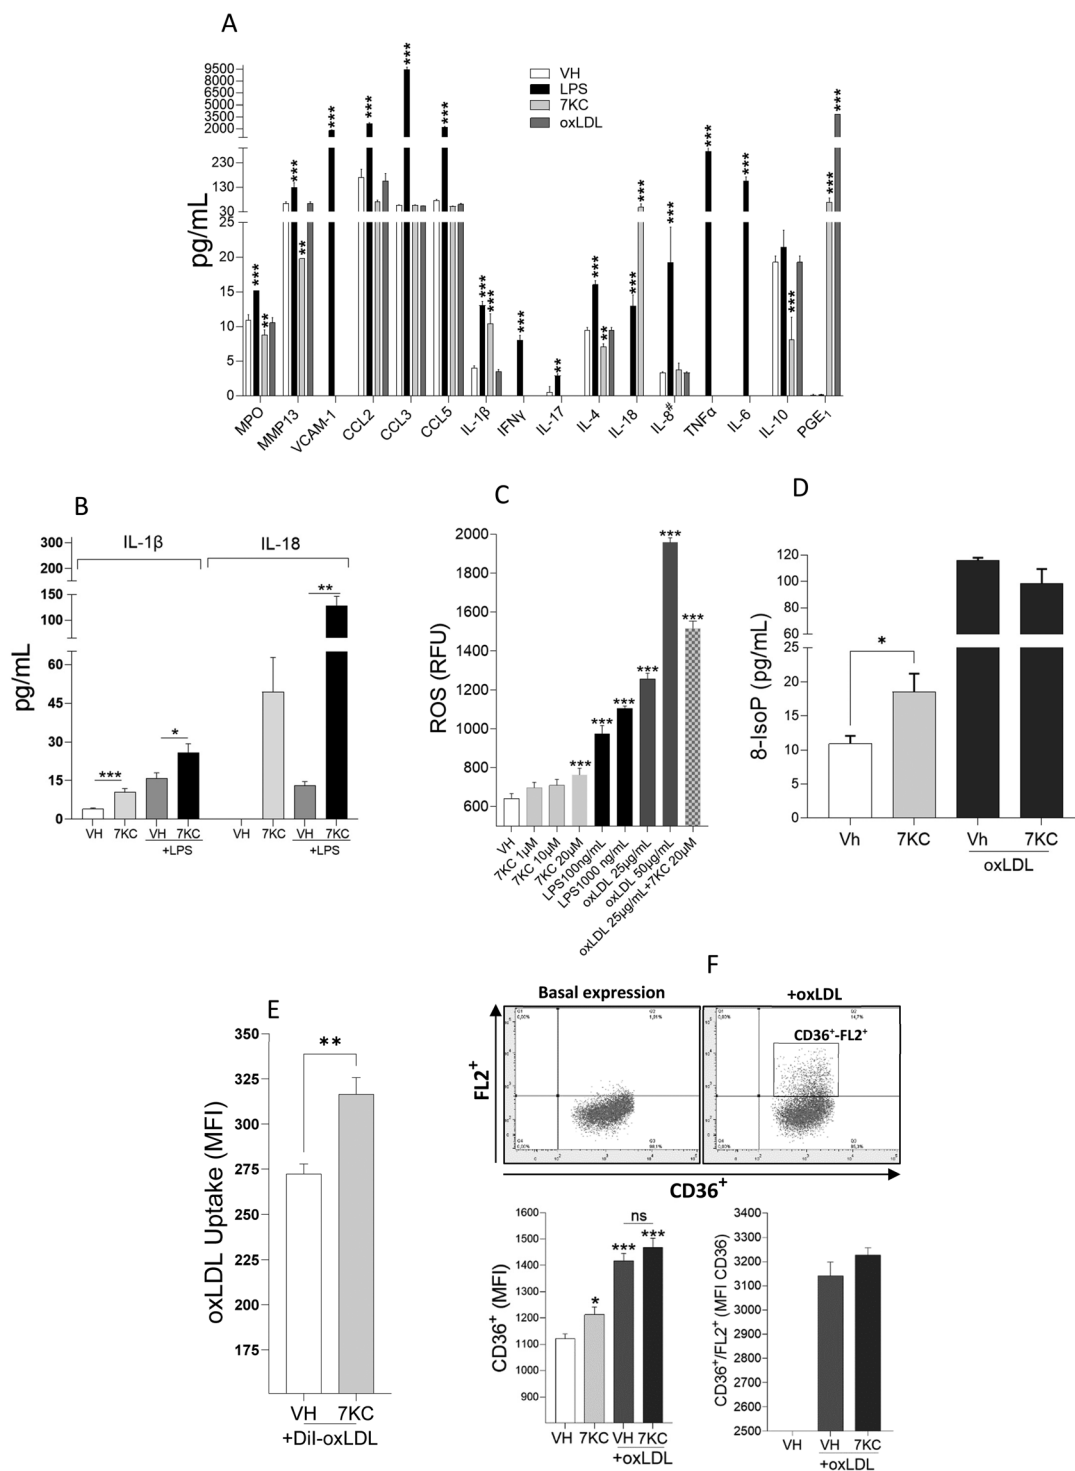 A
VH
LPS
7KC
oxLDL
pg/mL
9500
8000
6500
5000
3500
2000
230
130
30
25
20
15
10
5
0
***
**
***
**
***
***
***
***
***
***
***
**
***
**
***
***
***
***
***
***
***
***
MPO
MMP13
VCAM-1
CCL2
CCL3
CCL5
IL-1β
IFNγ
IL-17
IL-4
IL-18
IL-8#
TNFα
IL-6
IL-10
PGE1
B
IL-1β
IL-18
pg/mL
300
200
150
100
60
45
30
15
0
***
*
**
VH 7KC VH 7KC VH 7KC VH 7KC
+LPS +LPS
C
ROS (RFU)
2000
1800
1600
1400
1200
1000
800
600
***
***
***
***
***
***
VH
7KC 1µM
7KC 10µM
7KC 20µM
LPS100ng/mL
LPS1000 ng/mL
oxLDL 25µg/mL
oxLDL 50µg/mL
oxLDL 25µg/mL+7KC 20µM
D
8-IsoP (pg/mL)
120
100
80
60
25
20
15
10
5
0
*
Vh 7KC Vh 7KC
oxLDL
E
oxLDL Uptake (MFI)
350
325
300
275
250
225
200
175
**
VH 7KC
+DiI-oxLDL
F
Basal expression +oxLDL
FL2+
CD36+-FL2+
CD36+
CD36+ (MFI)
1600
1500
1400
1300
1200
1100
1000
900
ns
*
***
***
VH 7KC VH 7KC
+oxLDL
CD36+/FL2+ (MFI CD36)
3400
3300
3200
3100
3000
2900
2800
2700
2600
2500
VH VH 7KC
+oxLDL